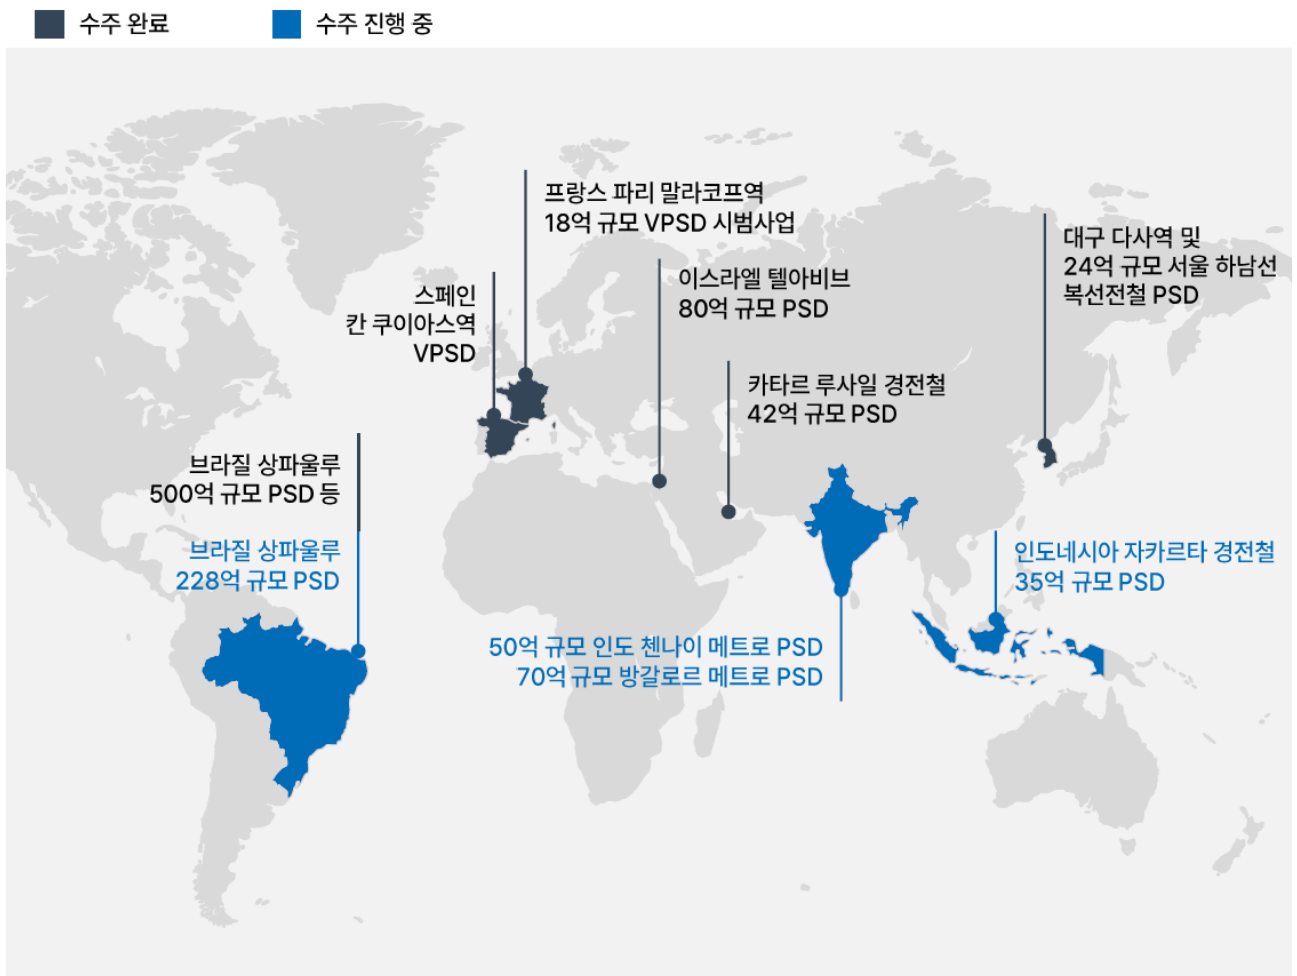 수주 완료
수주 진행 중
프랑스 파리 말라코프역
18억 규모 VPSD 시범사업
대구 다사역 및
24억 규모 서울 하남선
복선전철 PSD
이스라엘 텔아비브
80억 규모 PSD
스페인
칸 쿠이아스역
VPSD
카타르 루사일 경전철
42억 규모 PSD
브라질 상파울루
500억 규모 PSD 등
브라질 상파울루
228억 규모 PSD
인도네시아 자카르타 경전철
35억 규모 PSD
50억 규모 인도 첸나이 메트로 PSD
70억 규모 방갈로르 메트로 PSD